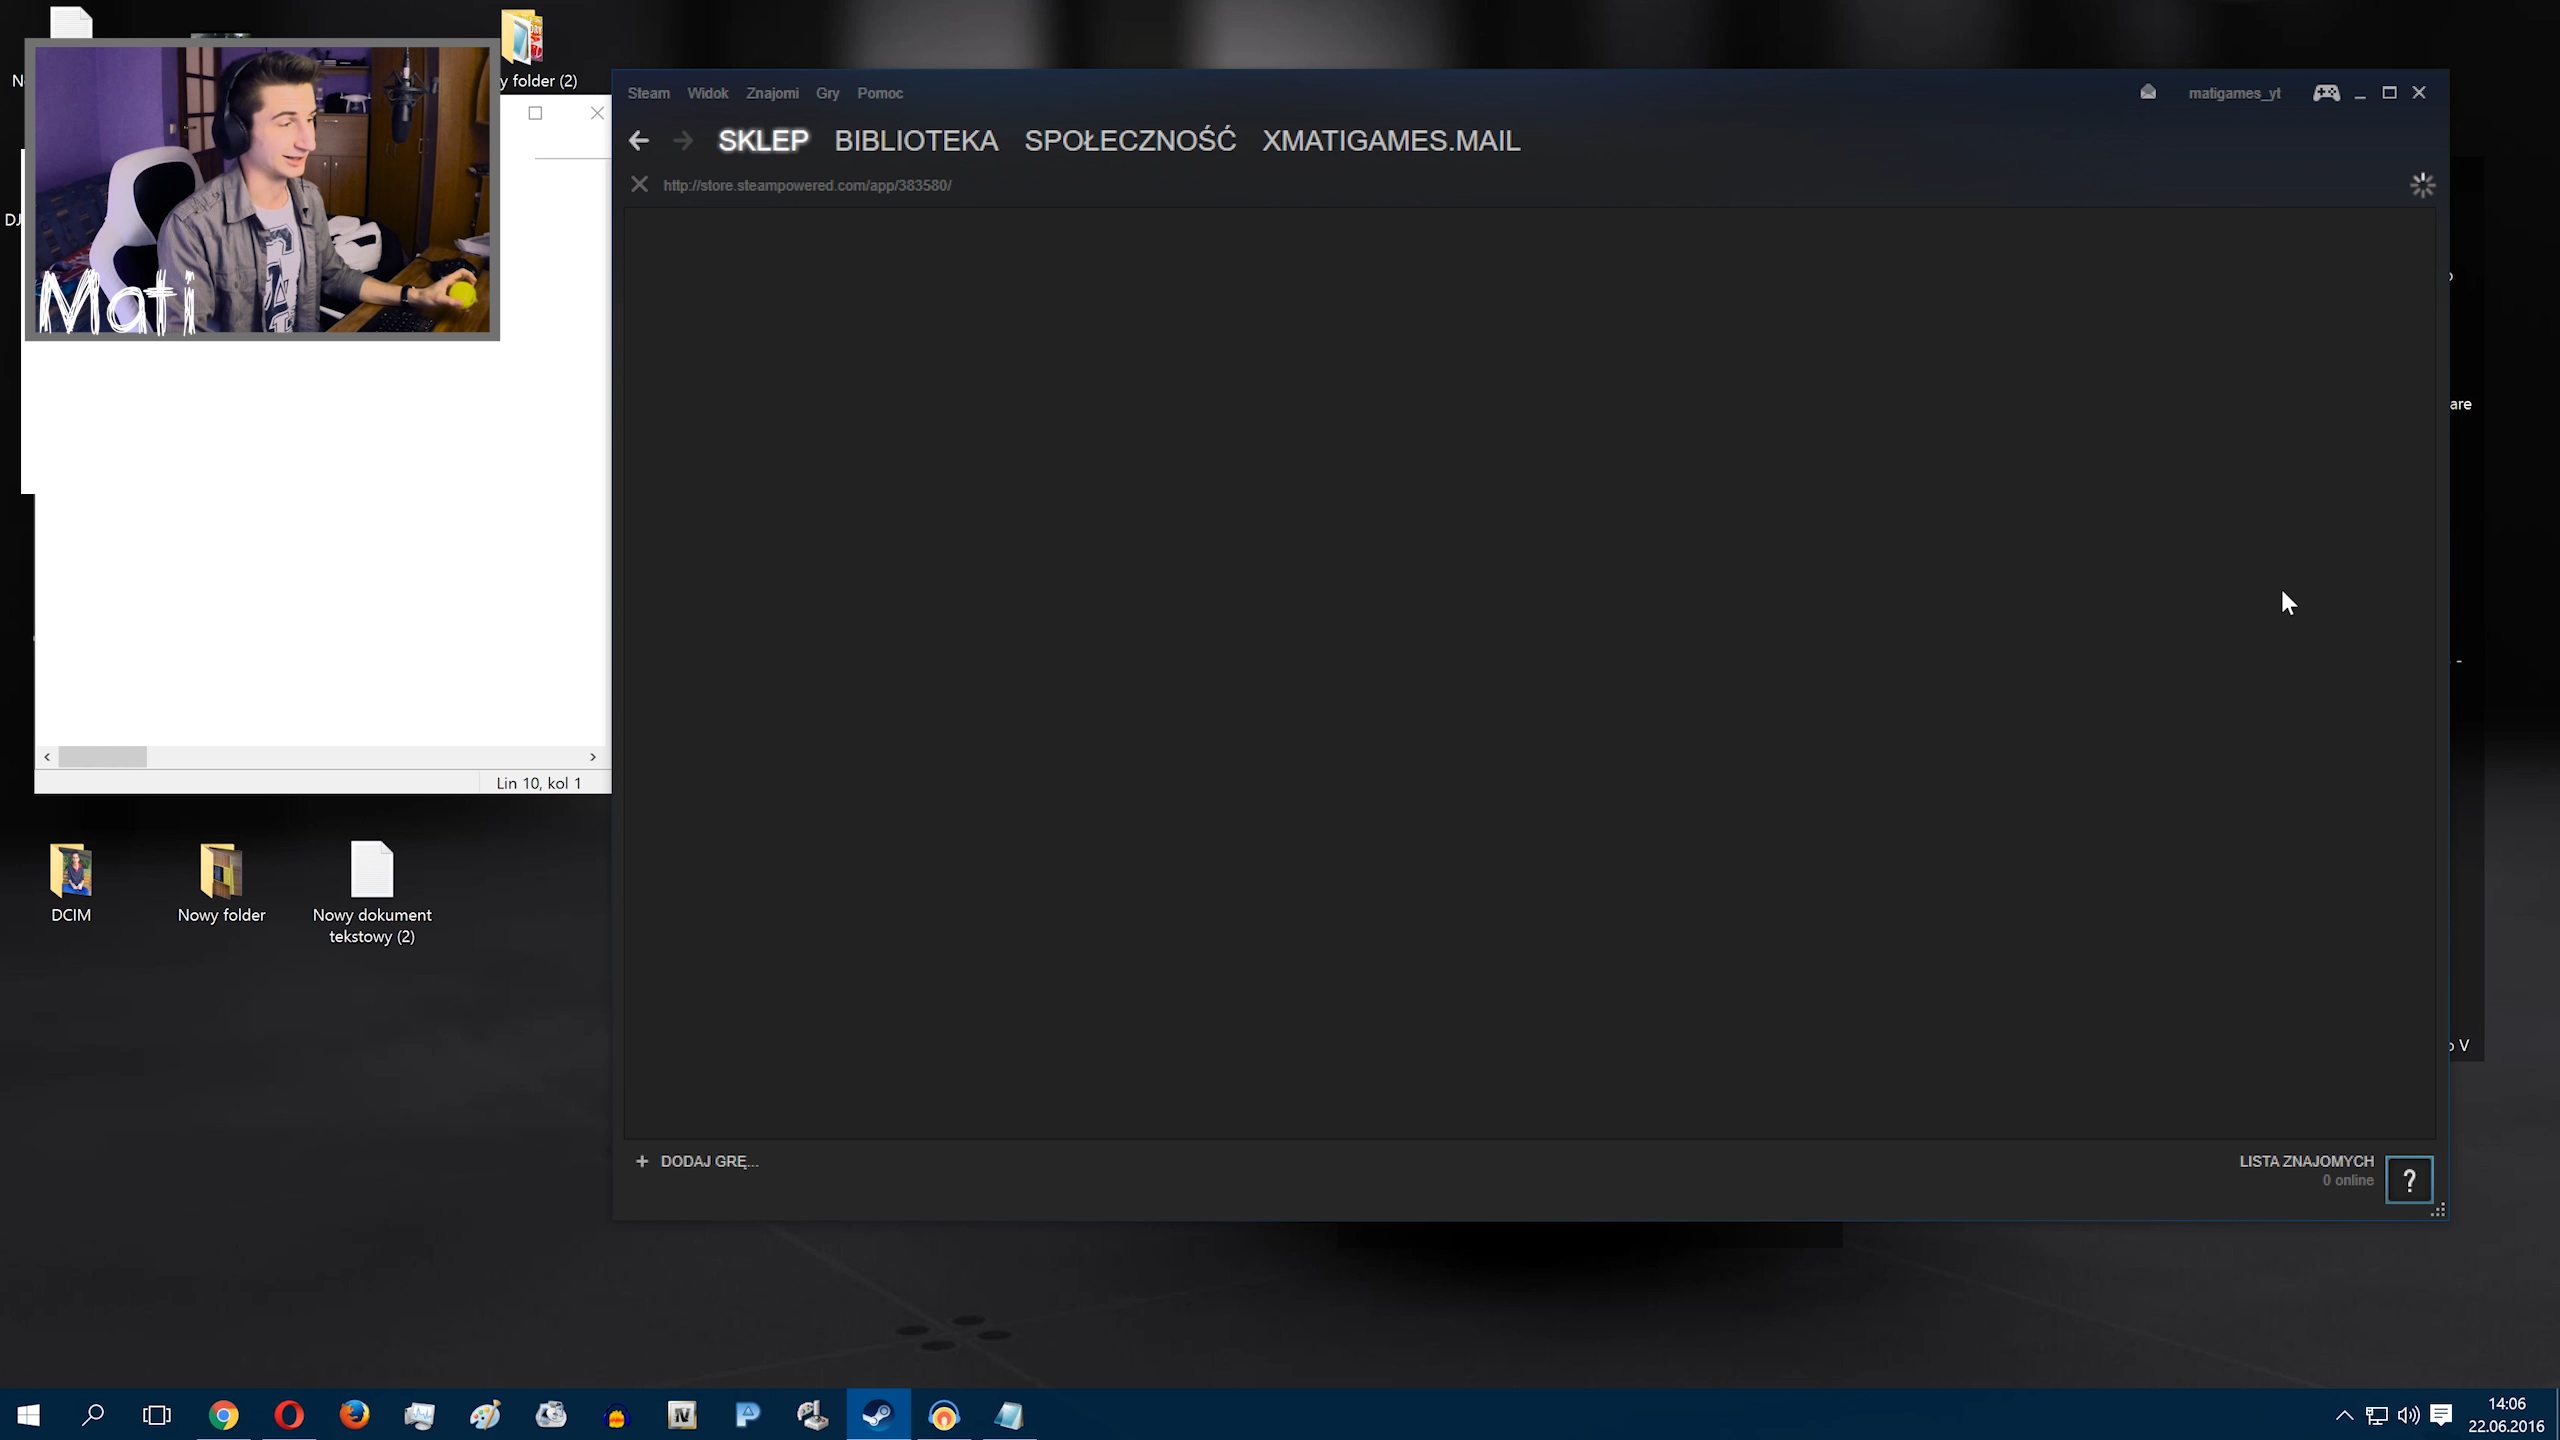 y folder (2)
Mati
Steam Widok Znajomi Gry Pomoc
matigames_yt
SKLEP BIBLIOTEKA SPOŁECZNOŚĆ XMATIGAMES.MAIL
http://store.steampowered.com/app/383580/
DJ
are
Lin 10, kol 1
DCIM
Nowy folder
Nowy dokument
tekstowy (2)
o V
+ DODAJ GRĘ...
LISTA ZNAJOMYCH
0 online
?
IV
14:06
22.06.2016